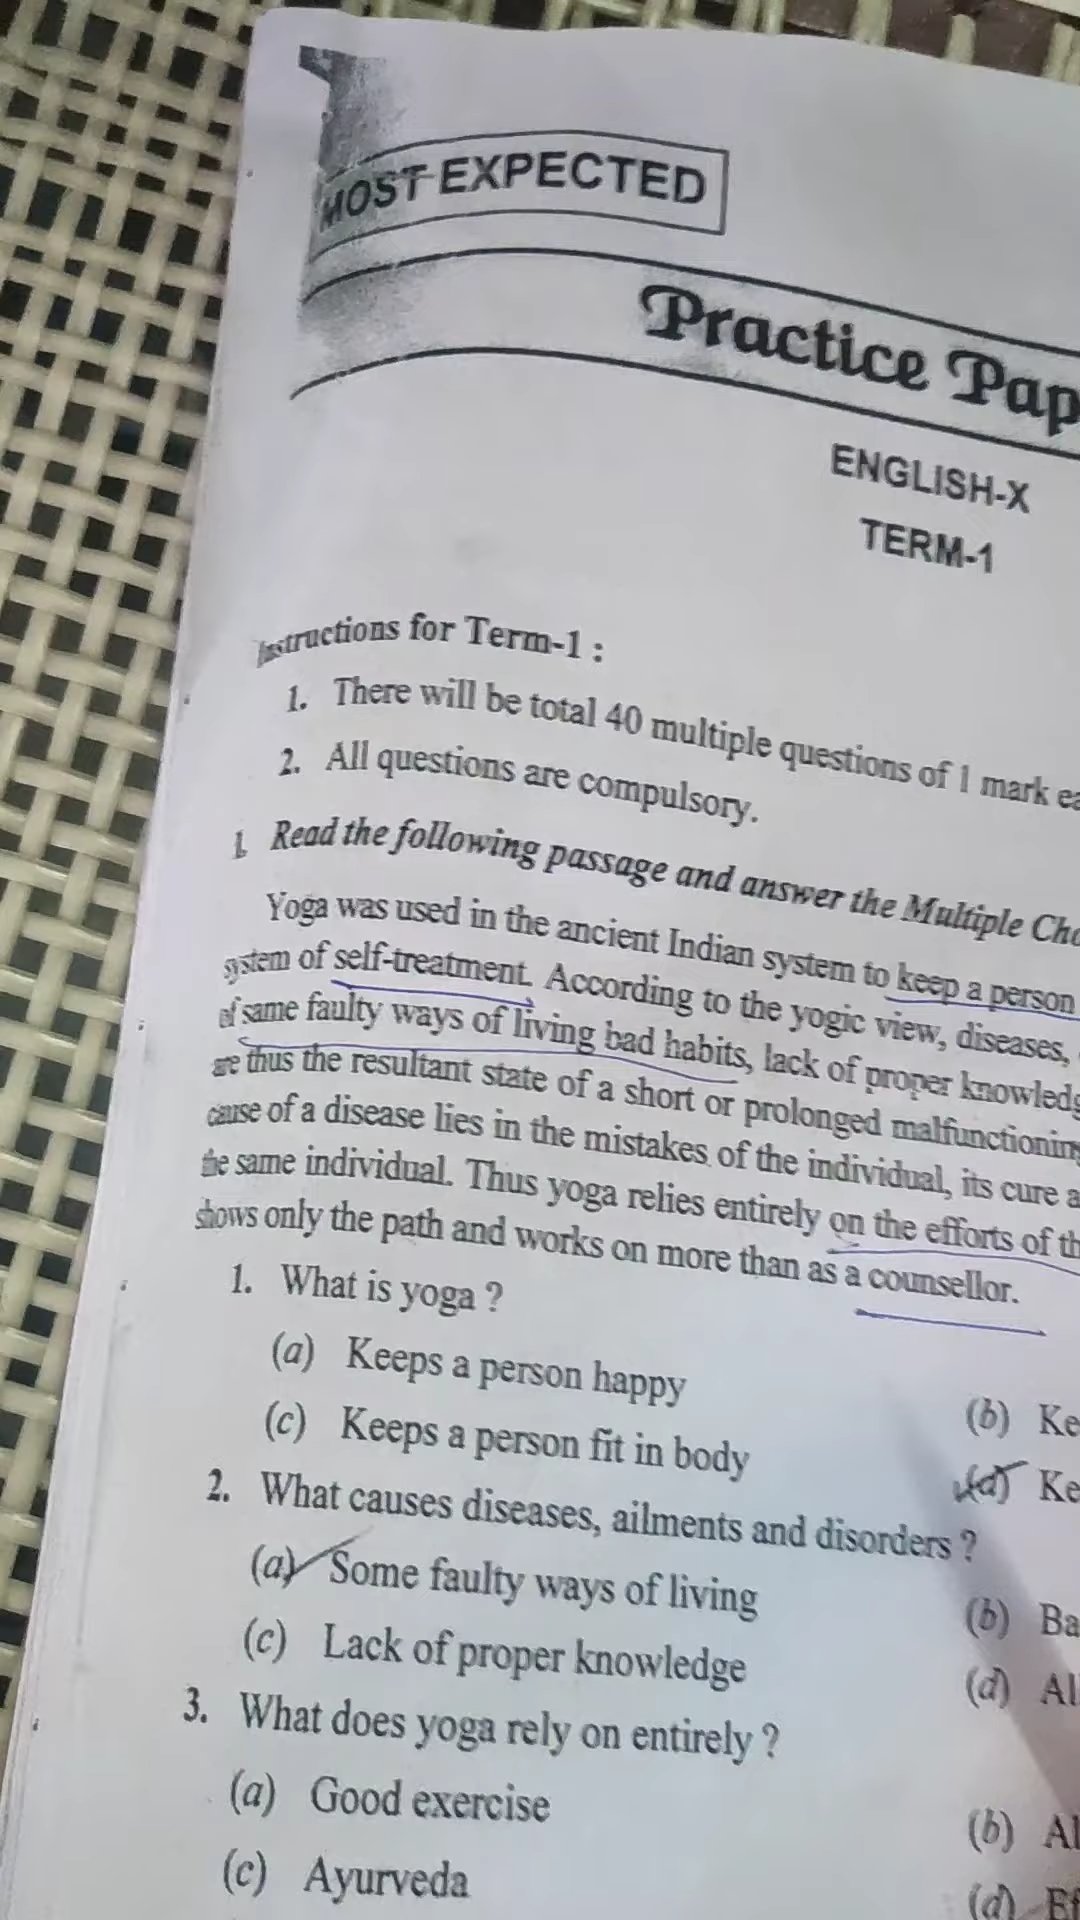 MOST EXPECTED
Practice Pap
ENGLISH-X
TERM-1
Instructions for Term-1 :
1. There will be total 40 multiple questions of 1 mark ea
2. All questions are compulsory.
1. Read the following passage and answer the Multiple Cho
Yoga was used in the ancient Indian system to keep a person
system of self-treatment. According to the yogic view, diseases,
of same faulty ways of living bad habits, lack of proper knowledg
are thus the resultant state of a short or prolonged malfunctioning
cause of a disease lies in the mistakes of the individual, its cure a
the same individual. Thus yoga relies entirely on the efforts of th
shows only the path and works on more than as a counsellor.
1. What is yoga ?
(a) Keeps a person happy
(b) Ke
(c) Keeps a person fit in body
(d) Ke
2. What causes diseases, ailments and disorders ?
(a) Some faulty ways of living
(b) Ba
(c) Lack of proper knowledge
(d) Al
3. What does yoga rely on entirely ?
(a) Good exercise
(b) Al
(c) Ayurveda
(d) Ef